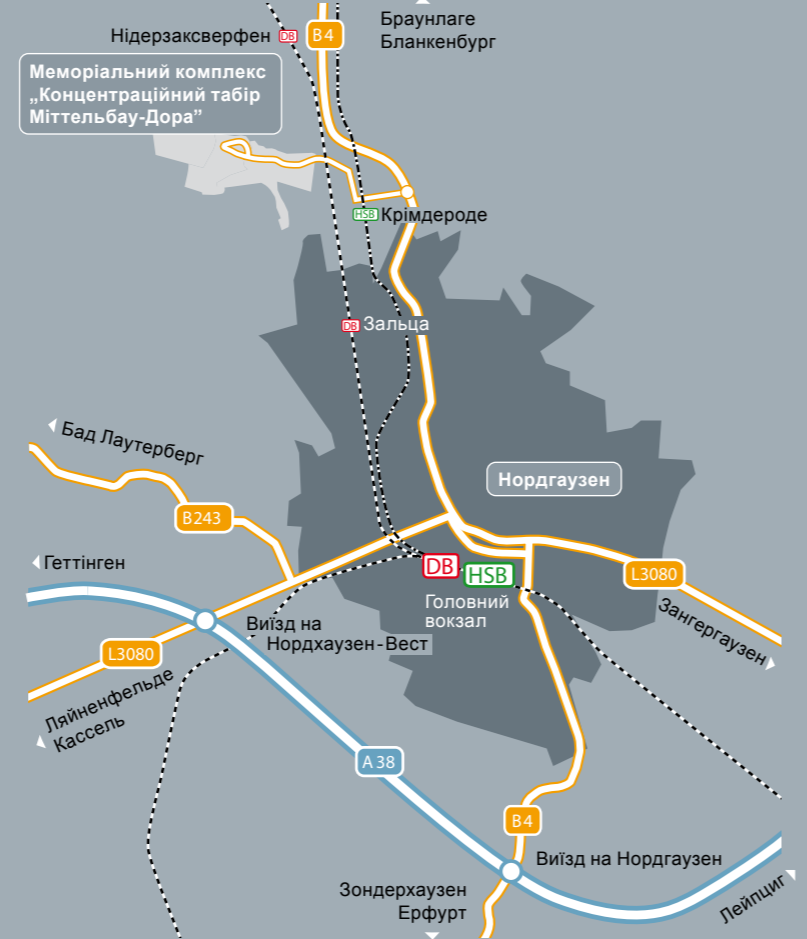 Браунлаге
Бланкенбург
Нідерзаксверфен
DB
B4
Меморіальний комплекс
„Концентраційний табір
Міттельбау-Дора”
HSB
Крімдероде
DB
Зальца
Бад Лаутерберг
B243
Нордгаузен
Геттінген
DB
HSB
L3080
Головний
вокзал
Зангергаузен
Виїзд на
Нордхаузен-Вест
L3080
Ляйненфельде
Кассель
A 38
B4
Виїзд на Нордгаузен
Зондерхаузен
Ерфурт
Лейпциг